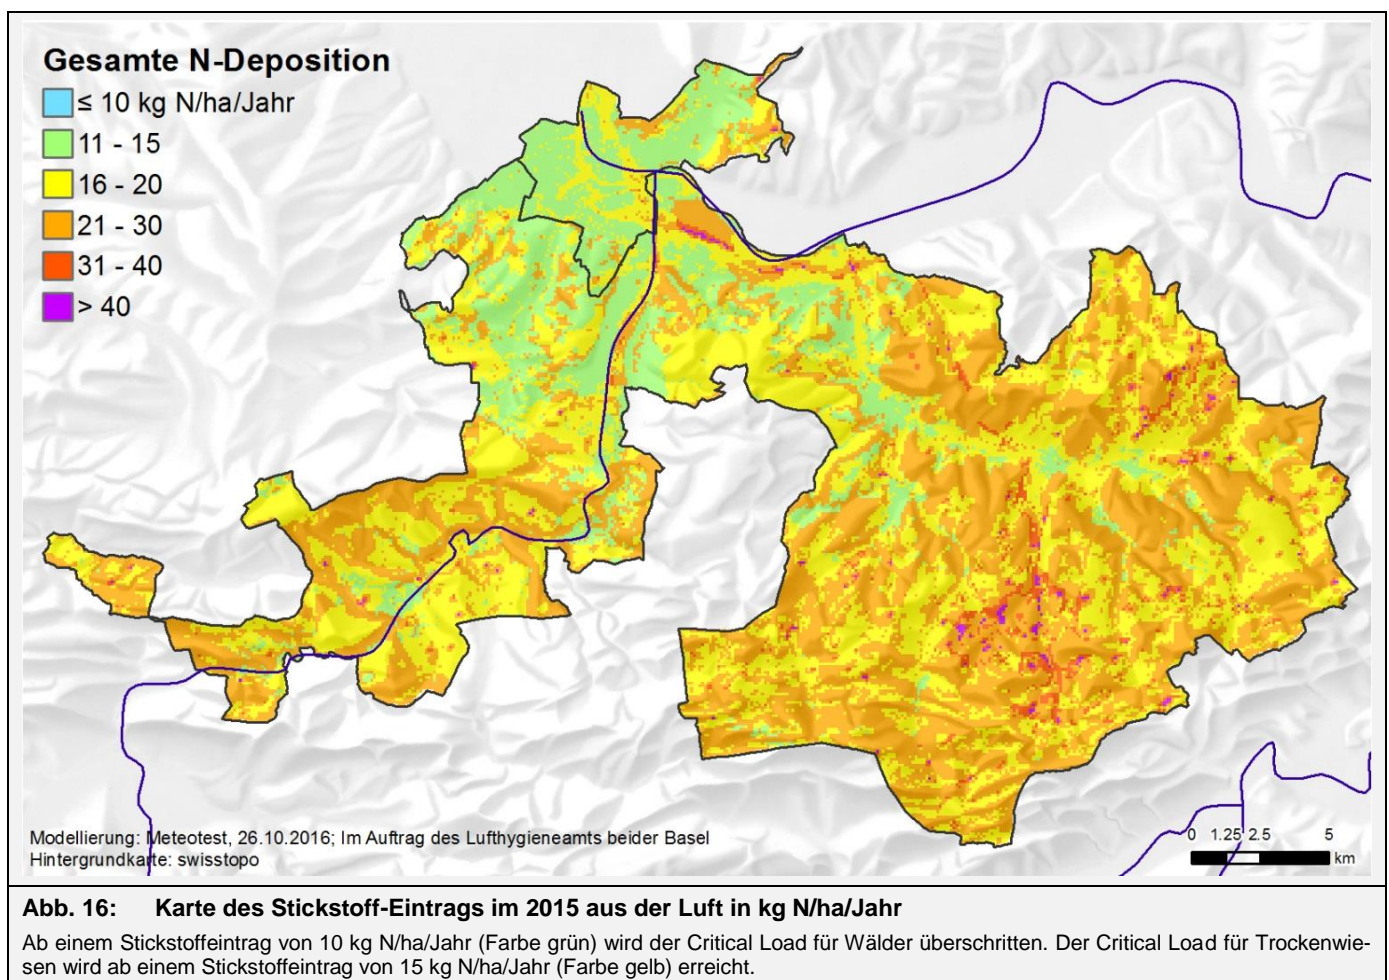 Gesamte N-Deposition
≤ 10 kg N/ha/Jahr
11 - 15
16 - 20
21 - 30
31 - 40
> 40
Modellierung: Meteotest, 26.10.2016; Im Auftrag des Lufthygieneamts beider Basel
Hintergrundkarte: swisstopo
0 1.25 2.5 5
km
Abb. 16: Karte des Stickstoff-Eintrags im 2015 aus der Luft in kg N/ha/Jahr
Ab einem Stickstoffeintrag von 10 kg N/ha/Jahr (Farbe grün) wird der Critical Load für Wälder überschritten. Der Critical Load für Trockenwie-
sen wird ab einem Stickstoffeintrag von 15 kg N/ha/Jahr (Farbe gelb) erreicht.